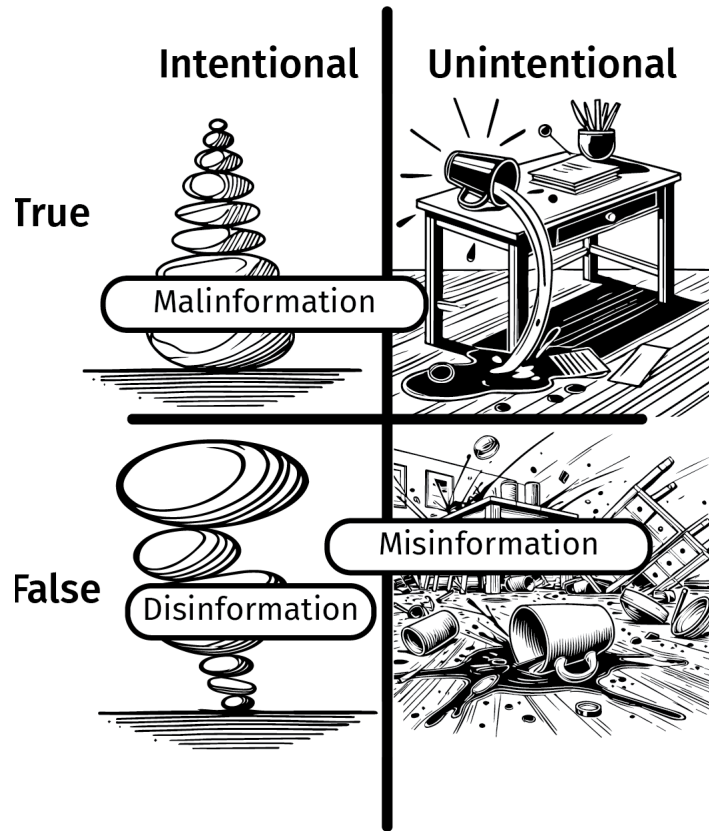 Intentional
Unintentional
True
Malinformation
Misinformation
False
Disinformation